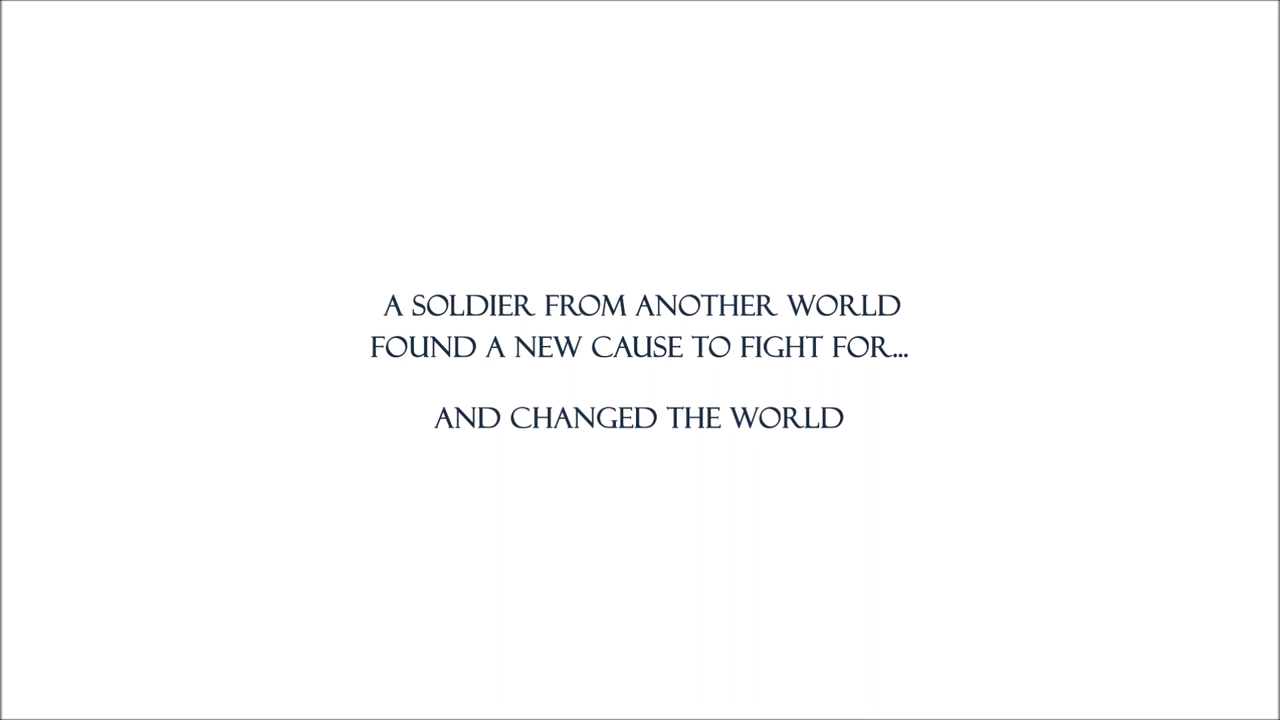 A SOLDIER FROM ANOTHER WORLD
FOUND A NEW CAUSE TO FIGHT FOR...
AND CHANGED THE WORLD